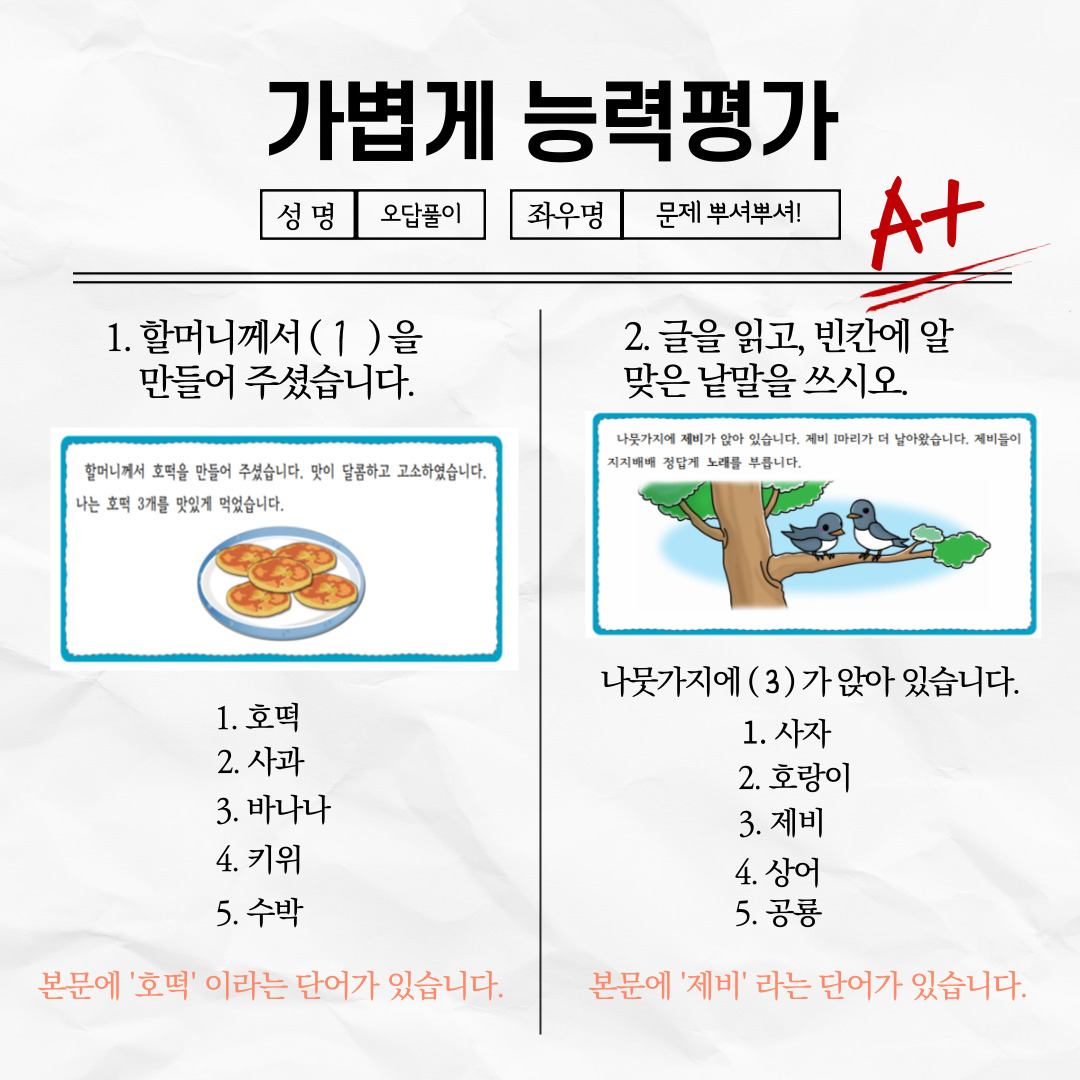 가볍게 능력평가
성 명 오답풀이 좌우명 문제 뿌셔뿌셔!
A+
1. 할머니께서 ( 1 ) 을
만들어 주셨습니다.
할머니께서 호떡을 만들어 주셨습니다. 맛이 달콤하고 고소하였습니다.
나는 호떡 3개를 맛있게 먹었습니다.
1. 호떡
2. 사과
3. 바나나
4. 키위
5. 수박
본문에 '호떡' 이라는 단어가 있습니다.
2. 글을 읽고, 빈칸에 알
맞은 낱말을 쓰시오.
나뭇가지에 제비가 앉아 있습니다. 제비 1마리가 더 날아왔습니다. 제비들이
지지배배 정답게 노래를 부릅니다.
나뭇가지에 ( 3 ) 가 앉아 있습니다.
1. 사자
2. 호랑이
3. 제비
4. 상어
5. 공룡
본문에 '제비' 라는 단어가 있습니다.